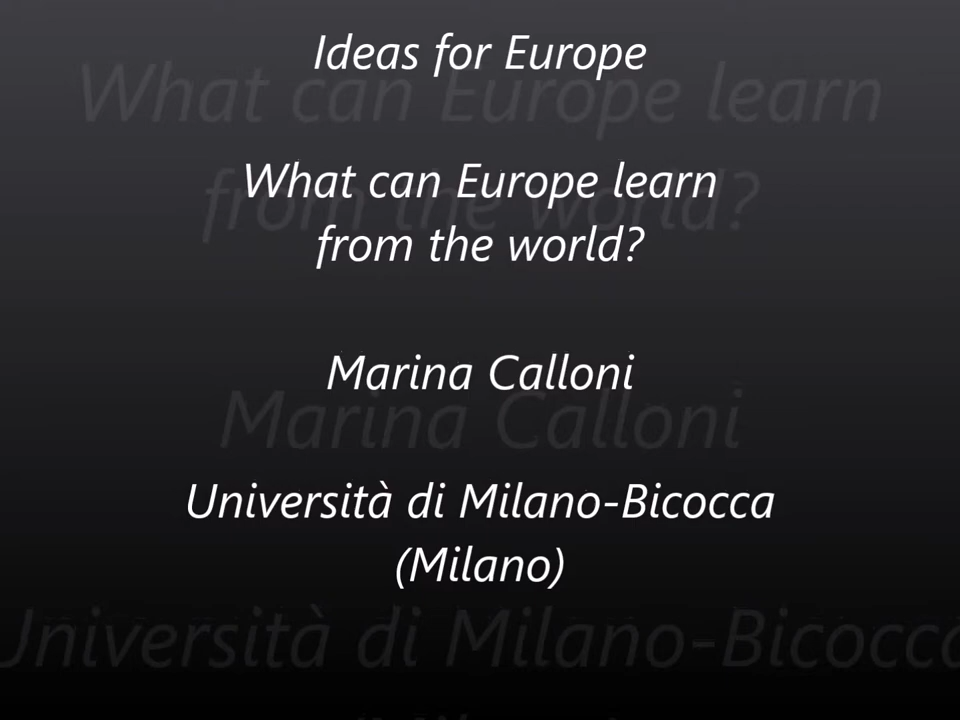 Ideas for Europe
What can Europe learn
from the world?
Marina Calloni
Università di Milano-Bicocca
(Milano)